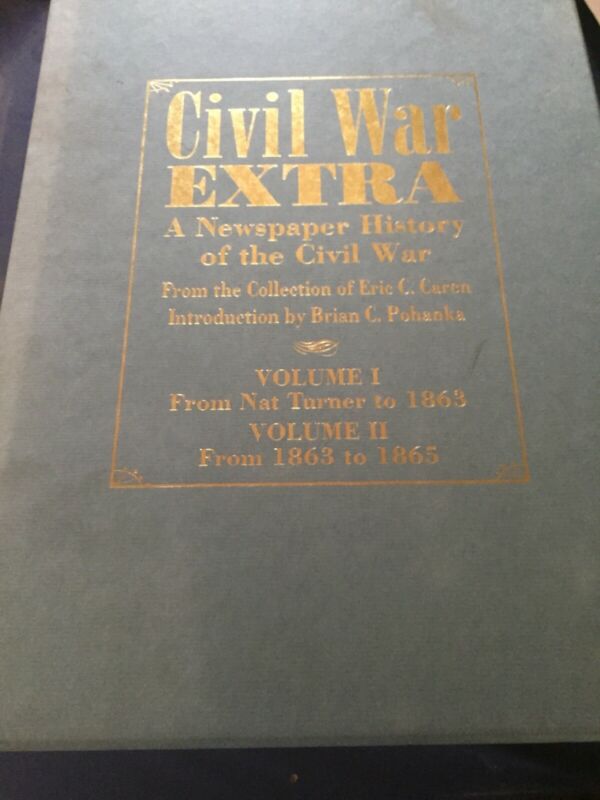 Civil War
EXTRA
A Newspaper History
of the Civil War
From the Collection of Eric C. Caren
Introduction by Brian C. Pohanka
VOLUME I
From Nat Turner to 1863
VOLUME II
From 1863 to 1865